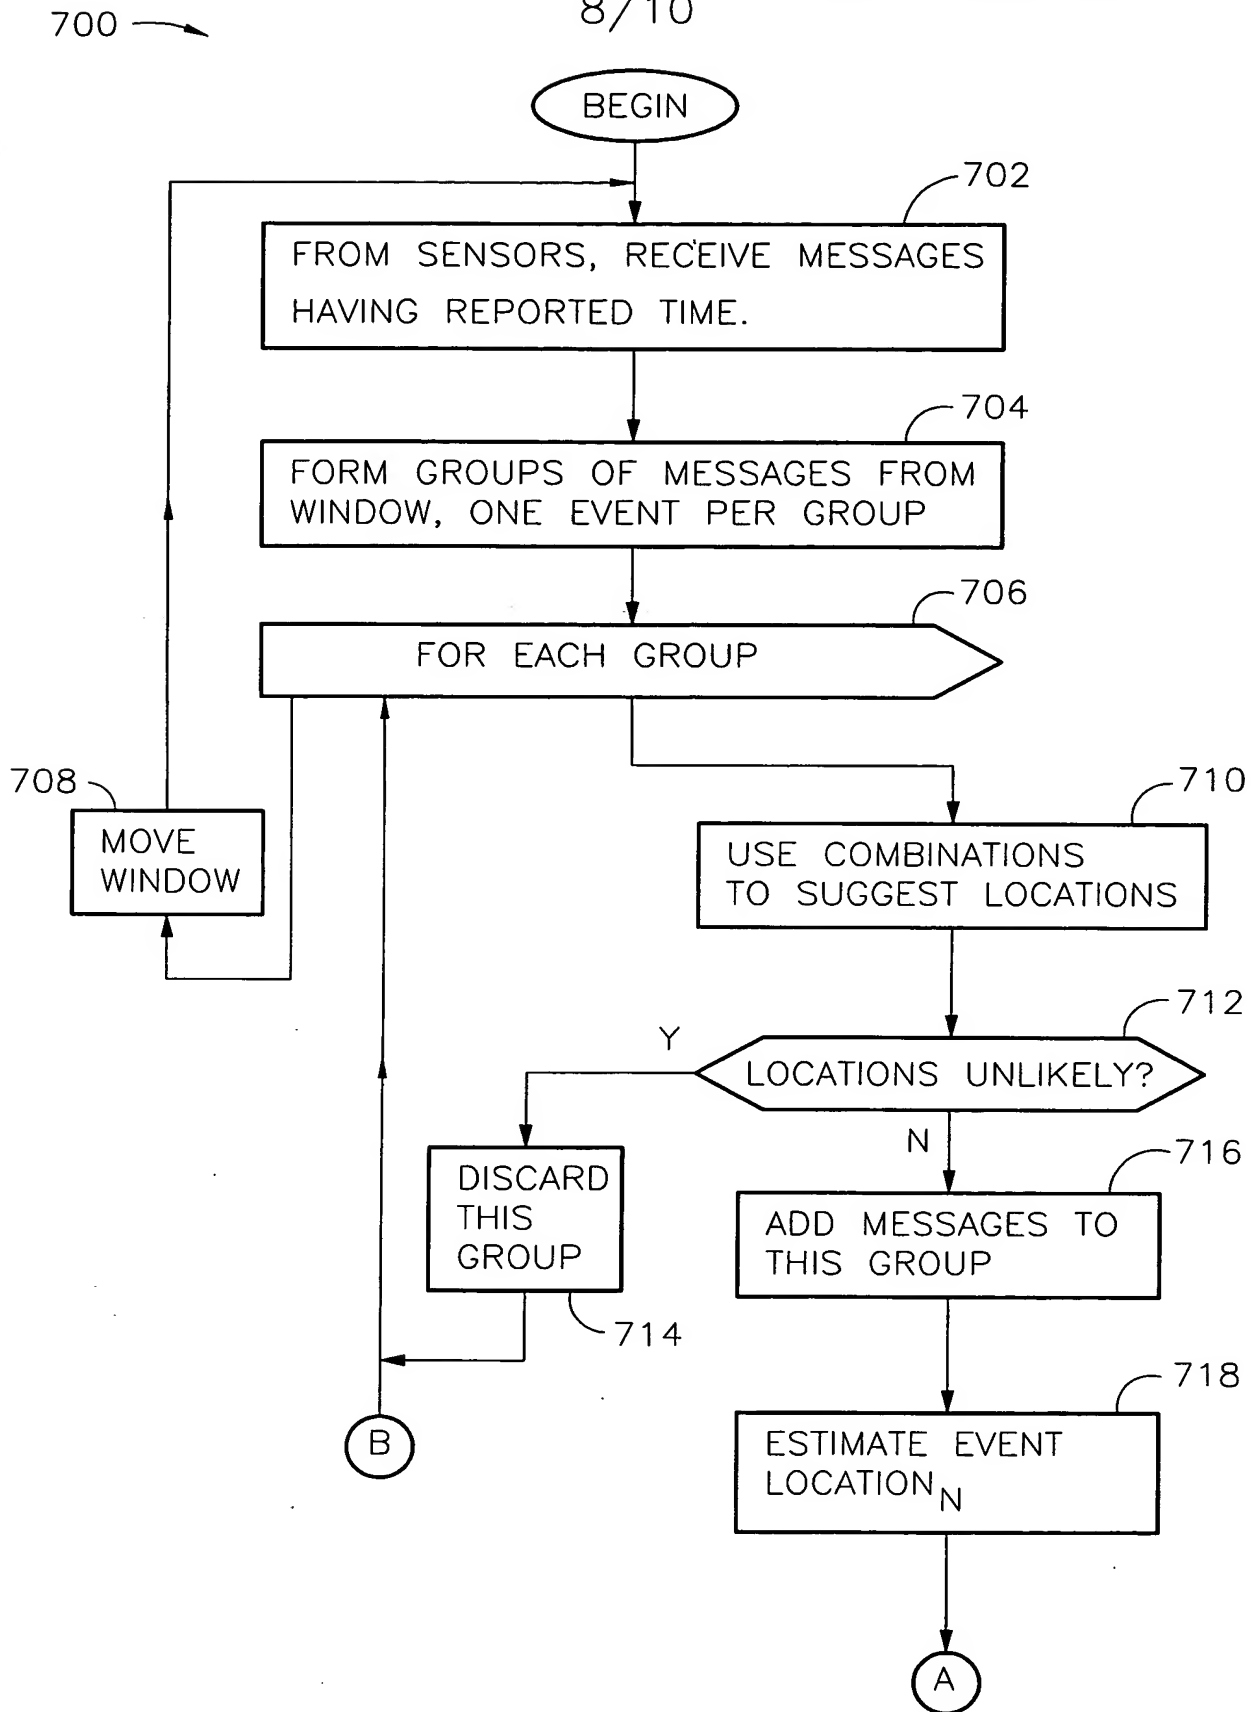 8/10
700
BEGIN
702
FROM SENSORS, RECEIVE MESSAGES
HAVING REPORTED TIME.
704
FORM GROUPS OF MESSAGES FROM
WINDOW, ONE EVENT PER GROUP
706
FOR EACH GROUP
708
MOVE
WINDOW
710
USE COMBINATIONS
TO SUGGEST LOCATIONS
712
LOCATIONS UNLIKELY?
Y
N
DISCARD
THIS
GROUP
714
716
ADD MESSAGES TO
THIS GROUP
718
ESTIMATE EVENT
LOCATION N
B
A